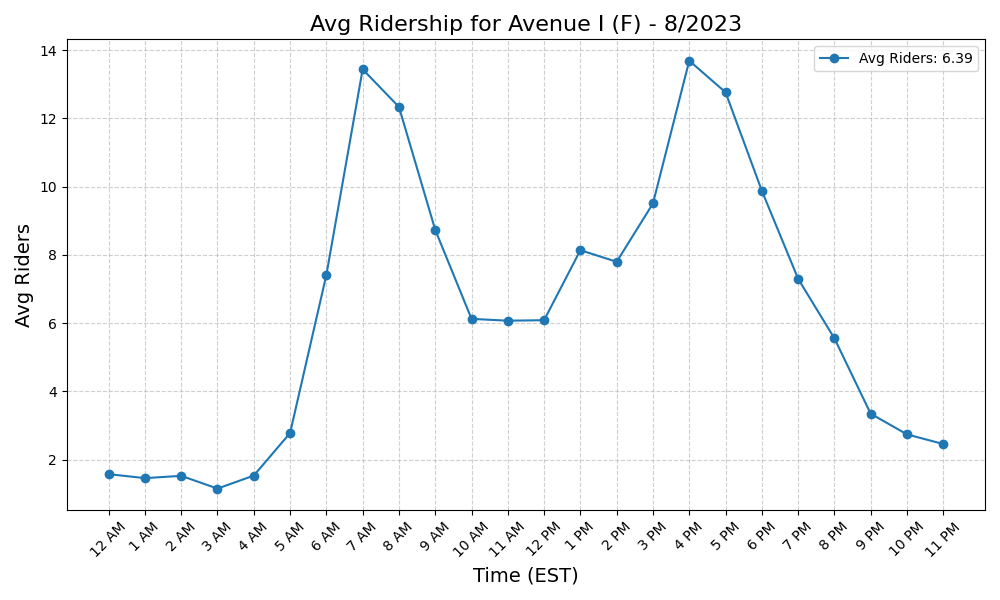 Avg Ridership for Avenue I (F) - 8/2023
Avg Riders: 6.39
Avg Riders
14
12
10
8
6
4
2
12 AM
1 AM
2 AM
3 AM
4 AM
5 AM
6 AM
7 AM
8 AM
9 AM
10 AM
11 AM
12 PM
1 PM
2 PM
3 PM
4 PM
5 PM
6 PM
7 PM
8 PM
9 PM
10 PM
11 PM
Time (EST)